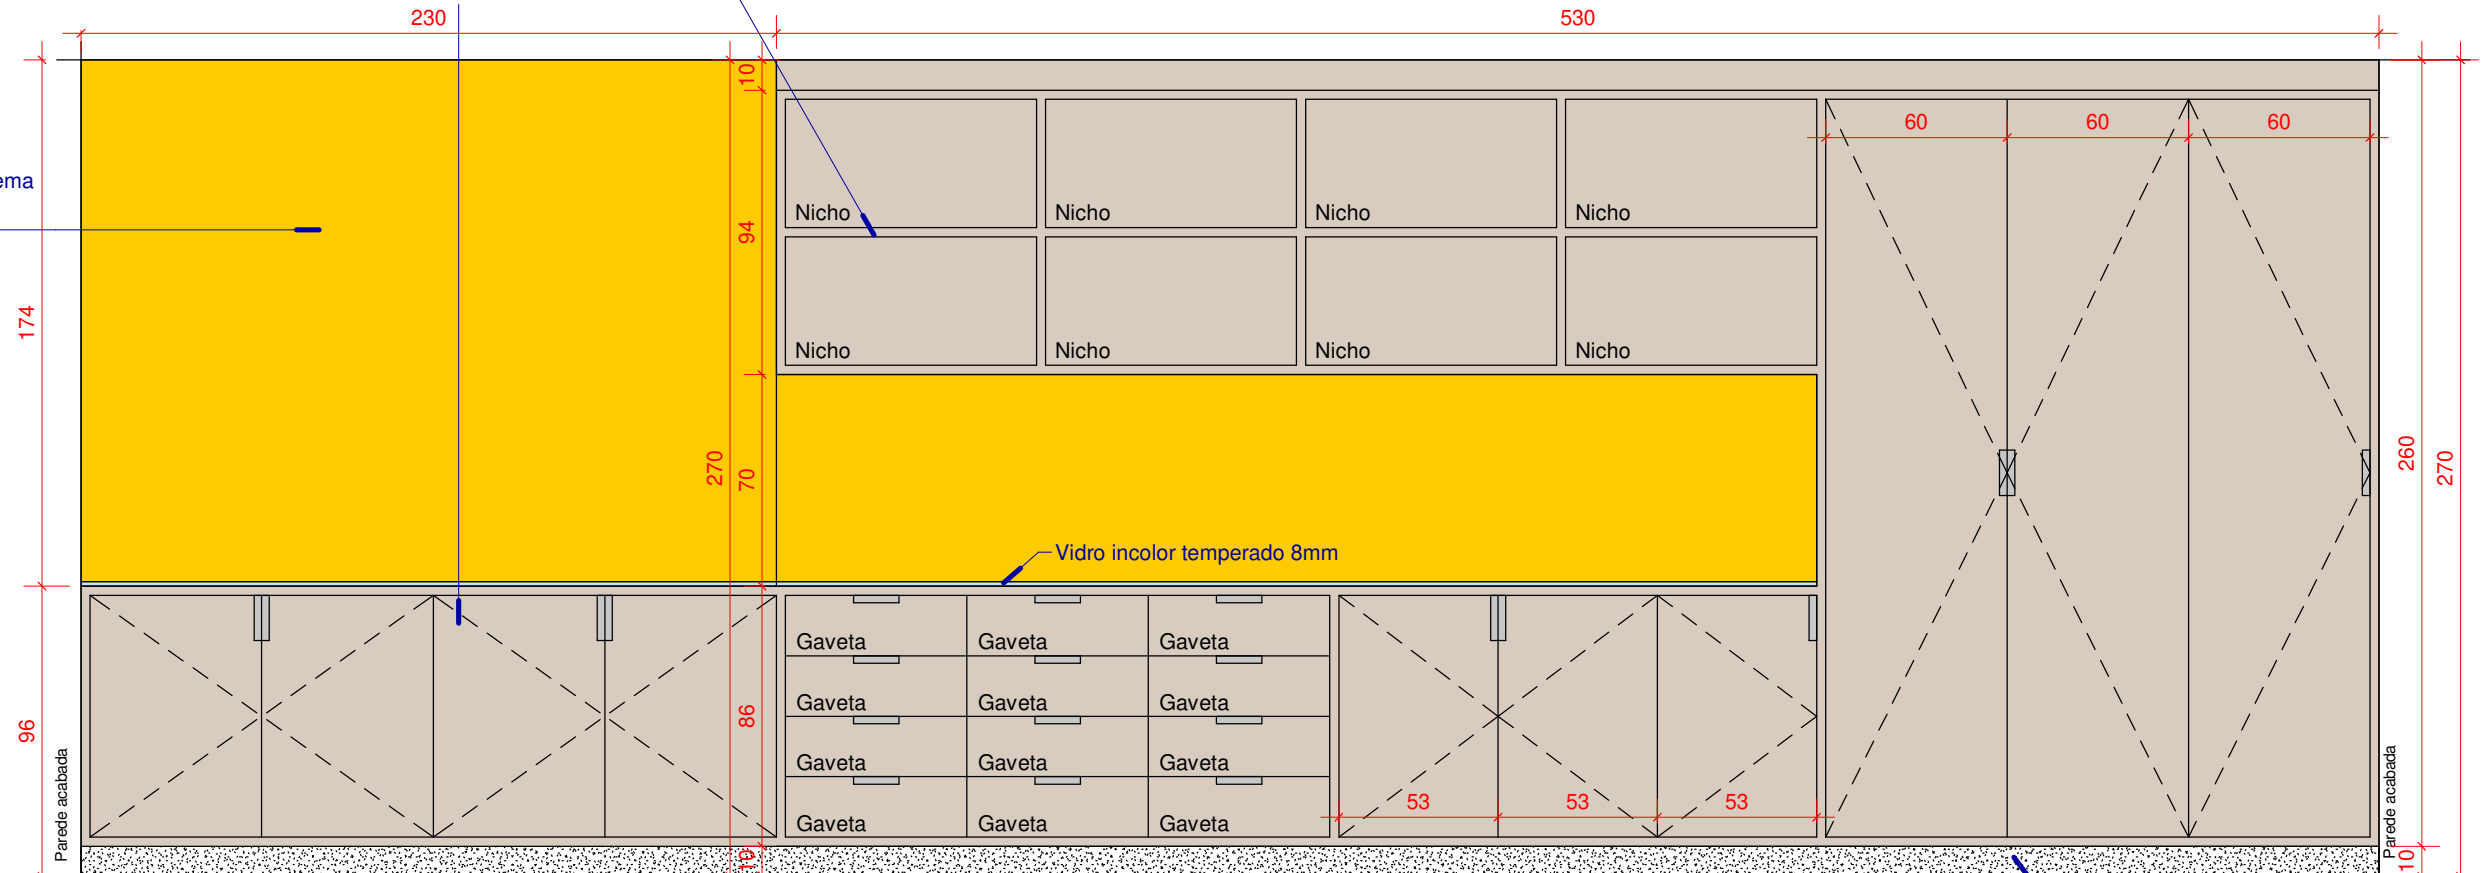 230
530
10
60 60 60
ema
Nicho Nicho Nicho Nicho
94
174
Nicho Nicho Nicho Nicho
270
70
260
270
Vidro incolor temperado 8mm
Gaveta Gaveta Gaveta
Gaveta Gaveta Gaveta
96
86
Gaveta Gaveta Gaveta
53 53 53
Gaveta Gaveta Gaveta
Parede acabada
Parede acabada
10
10